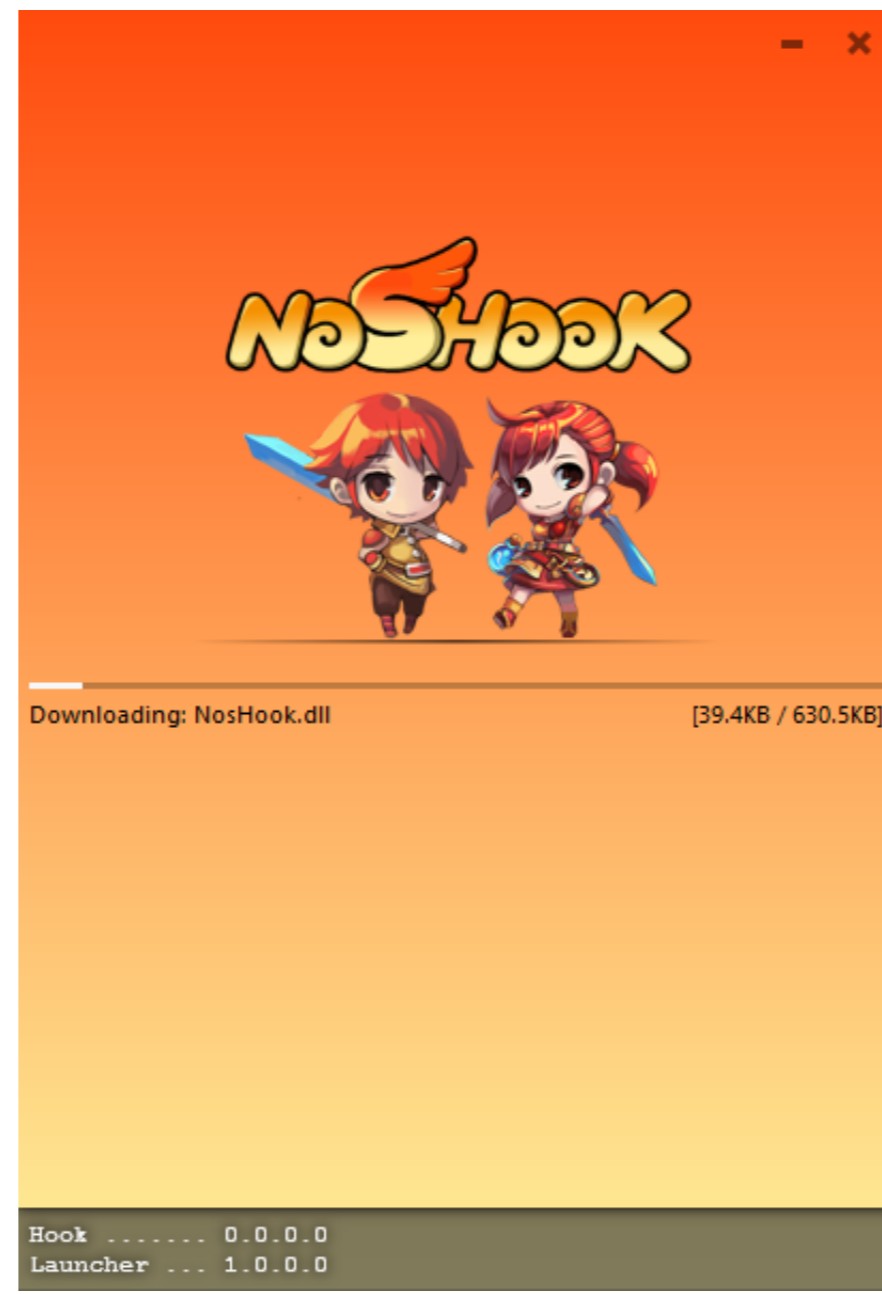 NosHook
Downloading: NosHook.dll [39.4KB / 630.5KB]
Hook ....... 0.0.0.0
Launcher ... 1.0.0.0